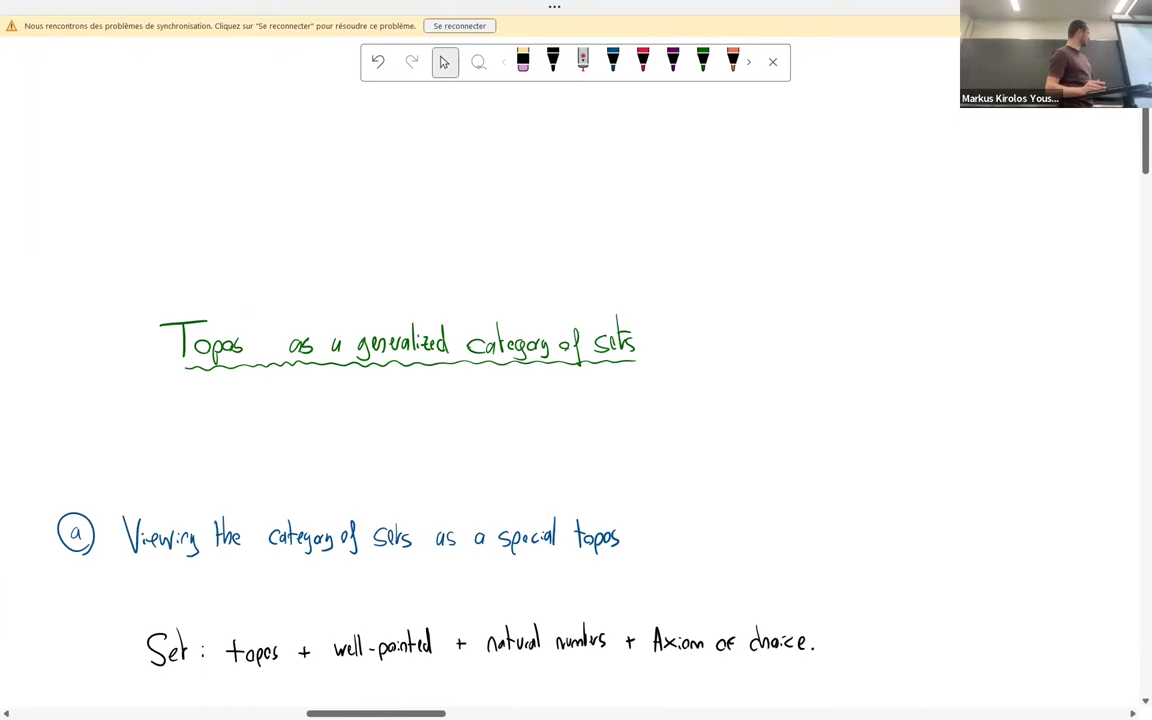 Nous rencontrons des problèmes de synchronisation. Cliquez sur "Se reconnecter" pour résoudre ce problème. Se reconnecter
Markus Kirolos Yous...
Topos as a generalized category of sets
a Viewing the category of sets as a special topos
Set : topos + well-pointed + natural numbers + Axiom of choice.